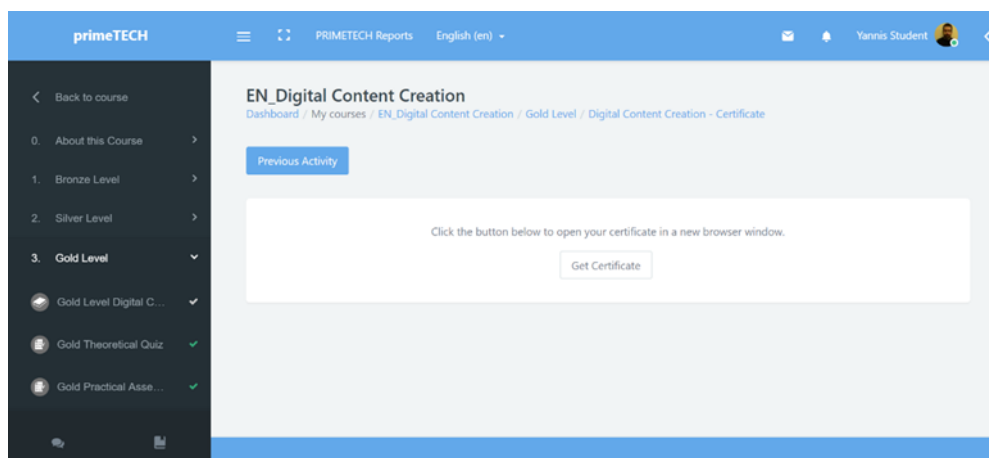 primeTECH
PRIMETECH Reports
English (en)
Yannis Student
Back to course
0. About this Course
1. Bronze Level
2. Silver Level
3. Gold Level
Gold Level Digital C...
Gold Theoretical Quiz
Gold Practical Asse...
EN_Digital Content Creation
Dashboard / My courses / EN_Digital Content Creation / Gold Level / Digital Content Creation - Certificate
Previous Activity
Click the button below to open your certificate in a new browser window.
Get Certificate